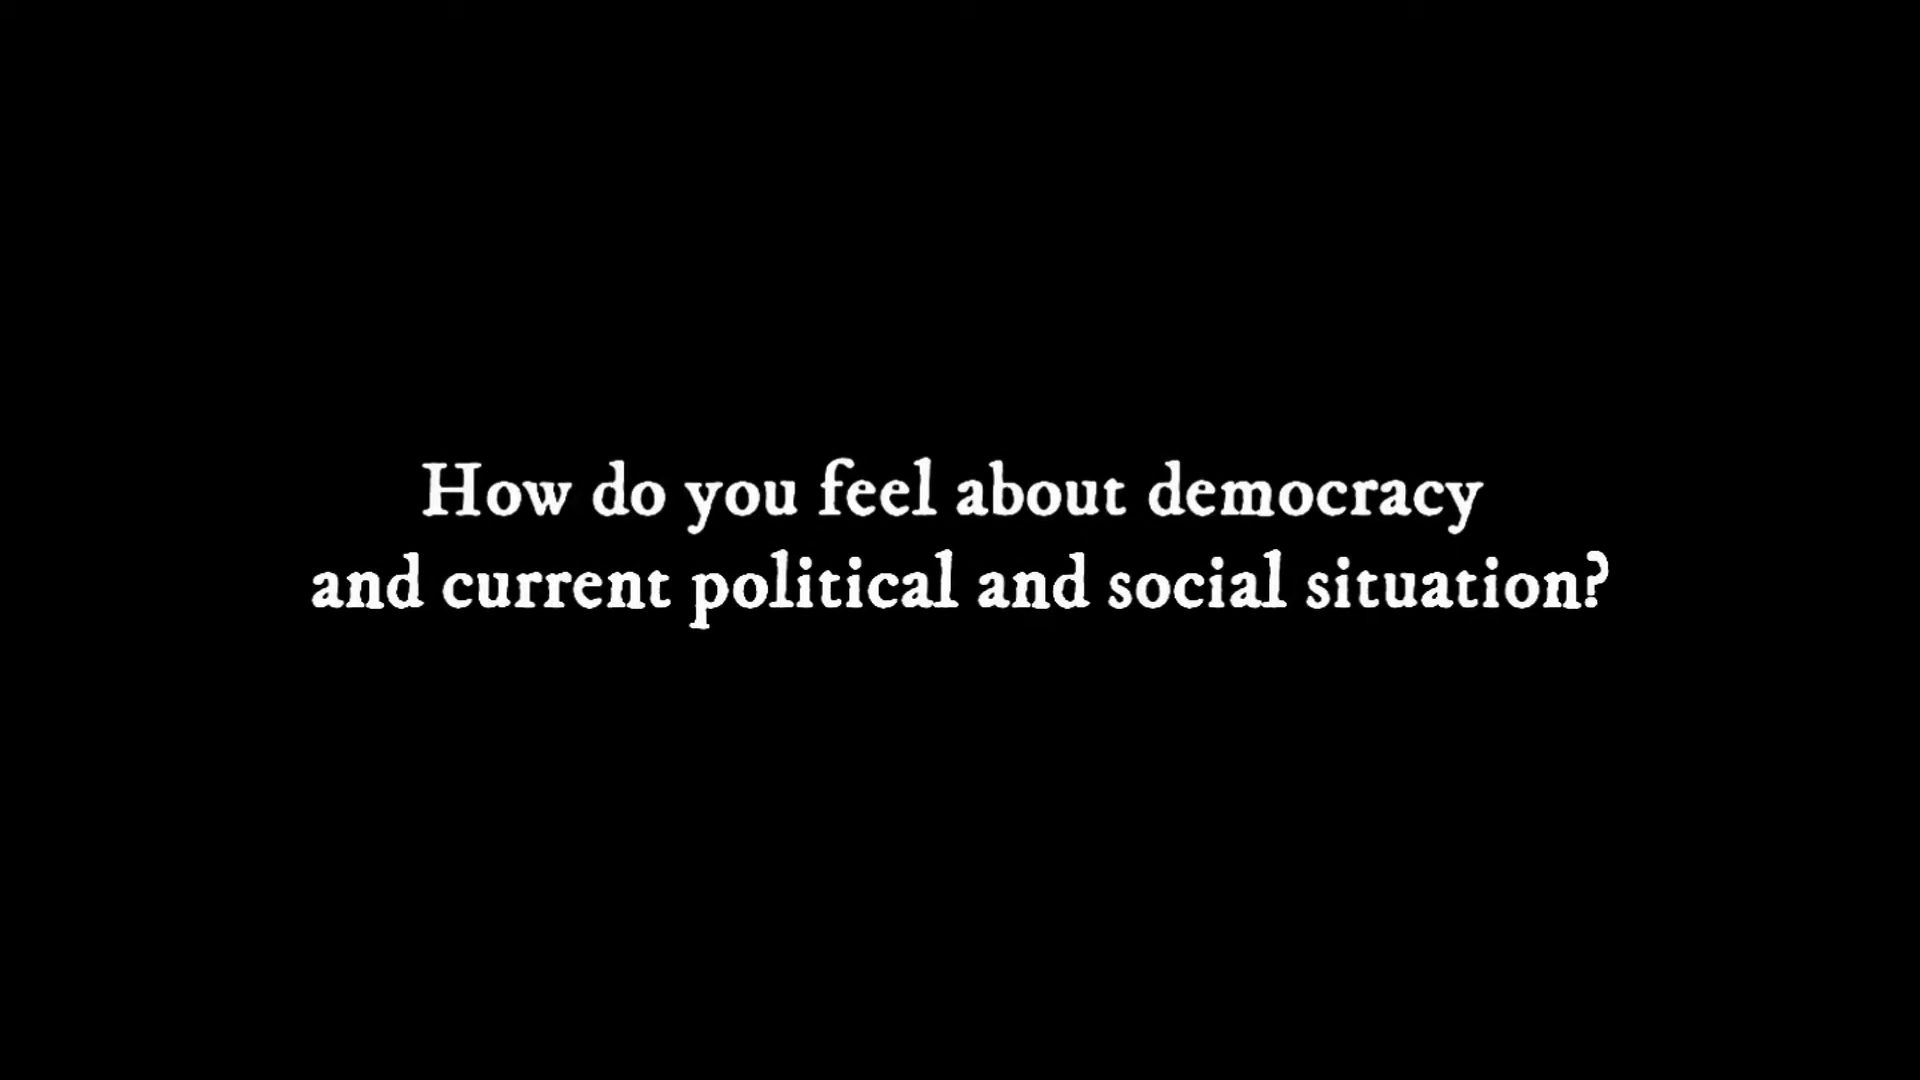 How do you feel about democracy
and current political and social situation?